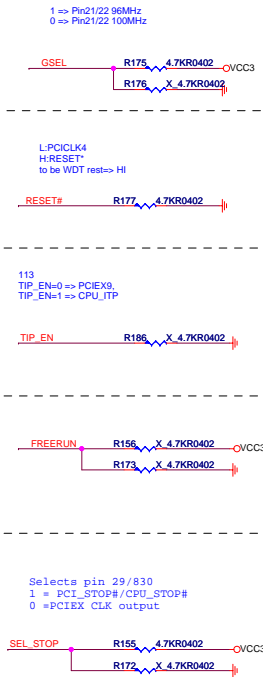 1 => Pin21/22 96MHz
0 => Pin21/22 100MHz
GSEL R175 4.7KR0402 VCC3
R176 X_4.7KR0402
L:PCICLK4
H:RESET*
to be WDT rest=> HI
RESET# R177 4.7KR0402
113
TIP_EN=0 => PCIEX9,
TIP_EN=1 => CPU_ITP
TIP_EN R186 X_4.7KR0402
FREERUN R156 X_4.7KR0402 VCC3
R173 X_4.7KR0402
Selects pin 29/830
1 = PCI_STOP#/CPU_STOP#
0 =PCIEX CLK output
SEL_STOP R155 4.7KR0402 VCC3
R172 X_4.7KR0402